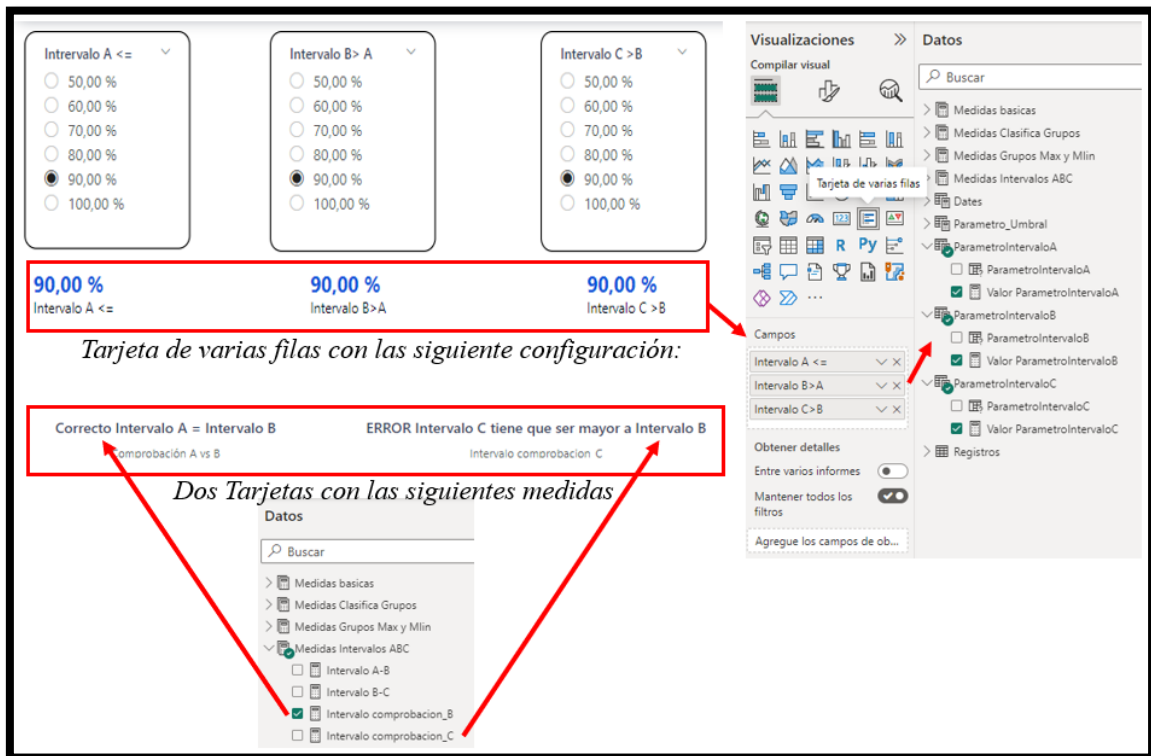 Intrervalo A <=
50,00 %
60,00 %
70,00 %
80,00 %
90,00 %
100,00 %
Intervalo B> A
50,00 %
60,00 %
70,00 %
80,00 %
90,00 %
100,00 %
Intervalo C >B
50,00 %
60,00 %
70,00 %
80,00 %
90,00 %
100,00 %
90,00 %
Intervalo A <=
90,00 %
Intervalo B>A
90,00 %
Intervalo C >B
Tarjeta de varias filas con las siguiente configuración:
Correcto Intervalo A = Intervalo B
Comprobación A vs B
ERROR Intervalo C tiene que ser mayor a Intervalo B
Intervalo comprobacion C
Dos Tarjetas con las siguientes medidas
Datos
Buscar
Medidas basicas
Medidas Clasifica Grupos
Medidas Grupos Max y Mlin
Medidas Intervalos ABC
Intervalo A-B
Intervalo B-C
Intervalo comprobacion_B
Intervalo comprobacion_C
Visualizaciones
Compilar visual
Tarjeta de varias filas
123
R
Py
Campos
Intervalo A <=
Intervalo B>A
Intervalo C>B
Obtener detalles
Entre varios informes
Mantener todos los
filtros
Agregue los campos de ob...
Datos
Buscar
Medidas basicas
Medidas Clasifica Grupos
Medidas Grupos Max y Mlin
Medidas Intervalos ABC
Dates
Parametro_Umbral
ParametroIntervaloA
ParametroIntervaloA
Valor ParametroIntervaloA
ParametroIntervaloB
ParametroIntervaloB
Valor ParametroIntervaloB
ParametroIntervaloC
ParametroIntervaloC
Valor ParametroIntervaloC
Registros